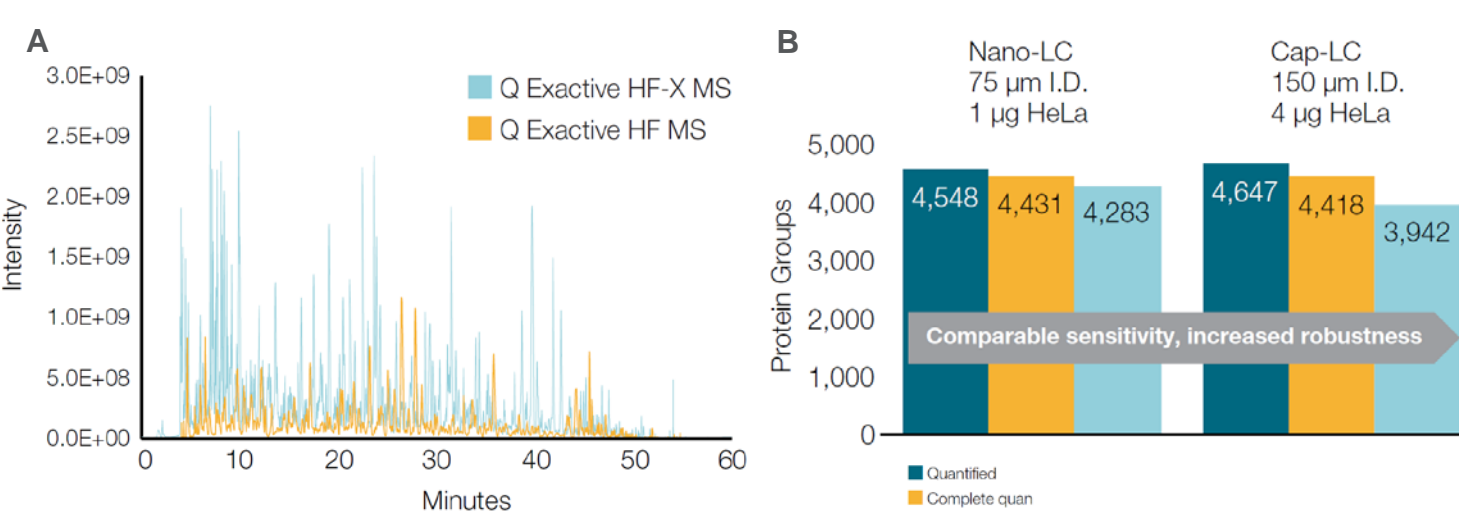 A
3.0E+09
2.5E+09
2.0E+09
1.5E+09
1.0E+09
5.0E+08
0.0E+00
Intensity
0
10
20
30
40
50
60
Minutes
Q Exactive HF-X MS
Q Exactive HF MS
B
Nano-LC
75 µm I.D.
1 µg HeLa
Cap-LC
150 µm I.D.
4 µg HeLa
5,000
4,000
3,000
2,000
1,000
0
Protein Groups
4,548
4,431
4,283
4,647
4,418
3,942
Comparable sensitivity, increased robustness
Quantified
Complete quan